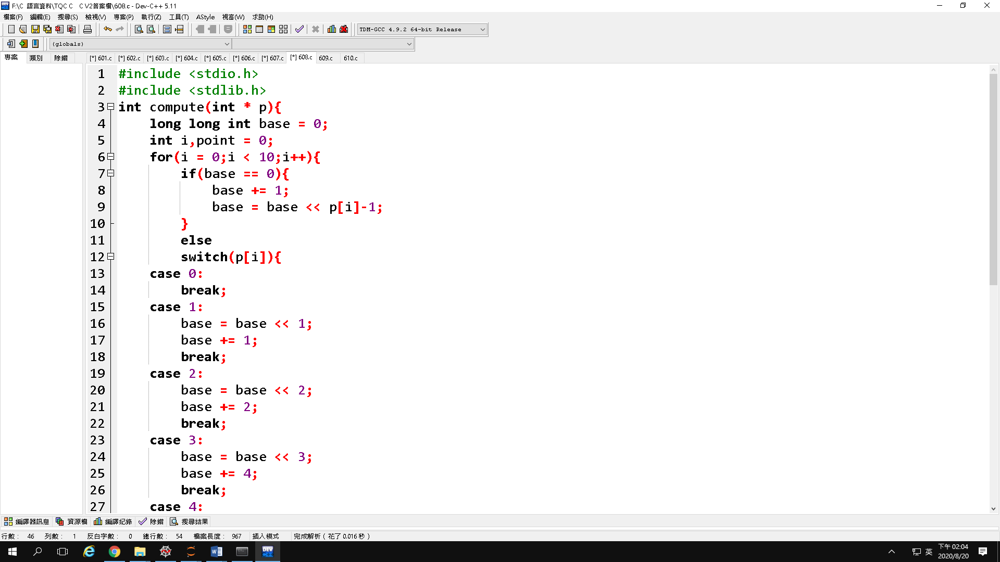 F:\C 語言資料\TQC C    C V2答案檔\608.c - Dev-C++ 5.11
檔案(F) 編輯(E) 搜尋(S) 檢視(V) 專案(P) 執行(Z) 工具(T) AStyle 視窗(W) 求助(H)
TDM-GCC 4.9.2 64-bit Release
(globals)
專案 類別 除錯 [*] 601.c [*] 602.c [*] 603.c [*] 604.c [*] 605.c [*] 606.c [*] 607.c [*] 608.c 609.c 610.c
1 #include <stdio.h>
2 #include <stdlib.h>
3 int compute(int * p){
4     long long int base = 0;
5     int i,point = 0;
6     for(i = 0;i < 10;i++){
7         if(base == 0){
8             base += 1;
9             base = base << p[i]-1;
10         }
11         else
12         switch(p[i]){
13     case 0:
14         break;
15     case 1:
16         base = base << 1;
17         base += 1;
18         break;
19     case 2:
20         base = base << 2;
21         base += 2;
22         break;
23     case 3:
24         base = base << 3;
25         base += 4;
26         break;
27     case 4:
編譯器訊息 資源檔 編譯紀錄 除錯 搜尋結果
行數： 46 列數： 1 反白字數： 0 總行數： 54 檔案長度： 967 插入模式 完成解析 ( 花了 0.016 秒 )
DEV
英
下午 02:04
2020/8/20